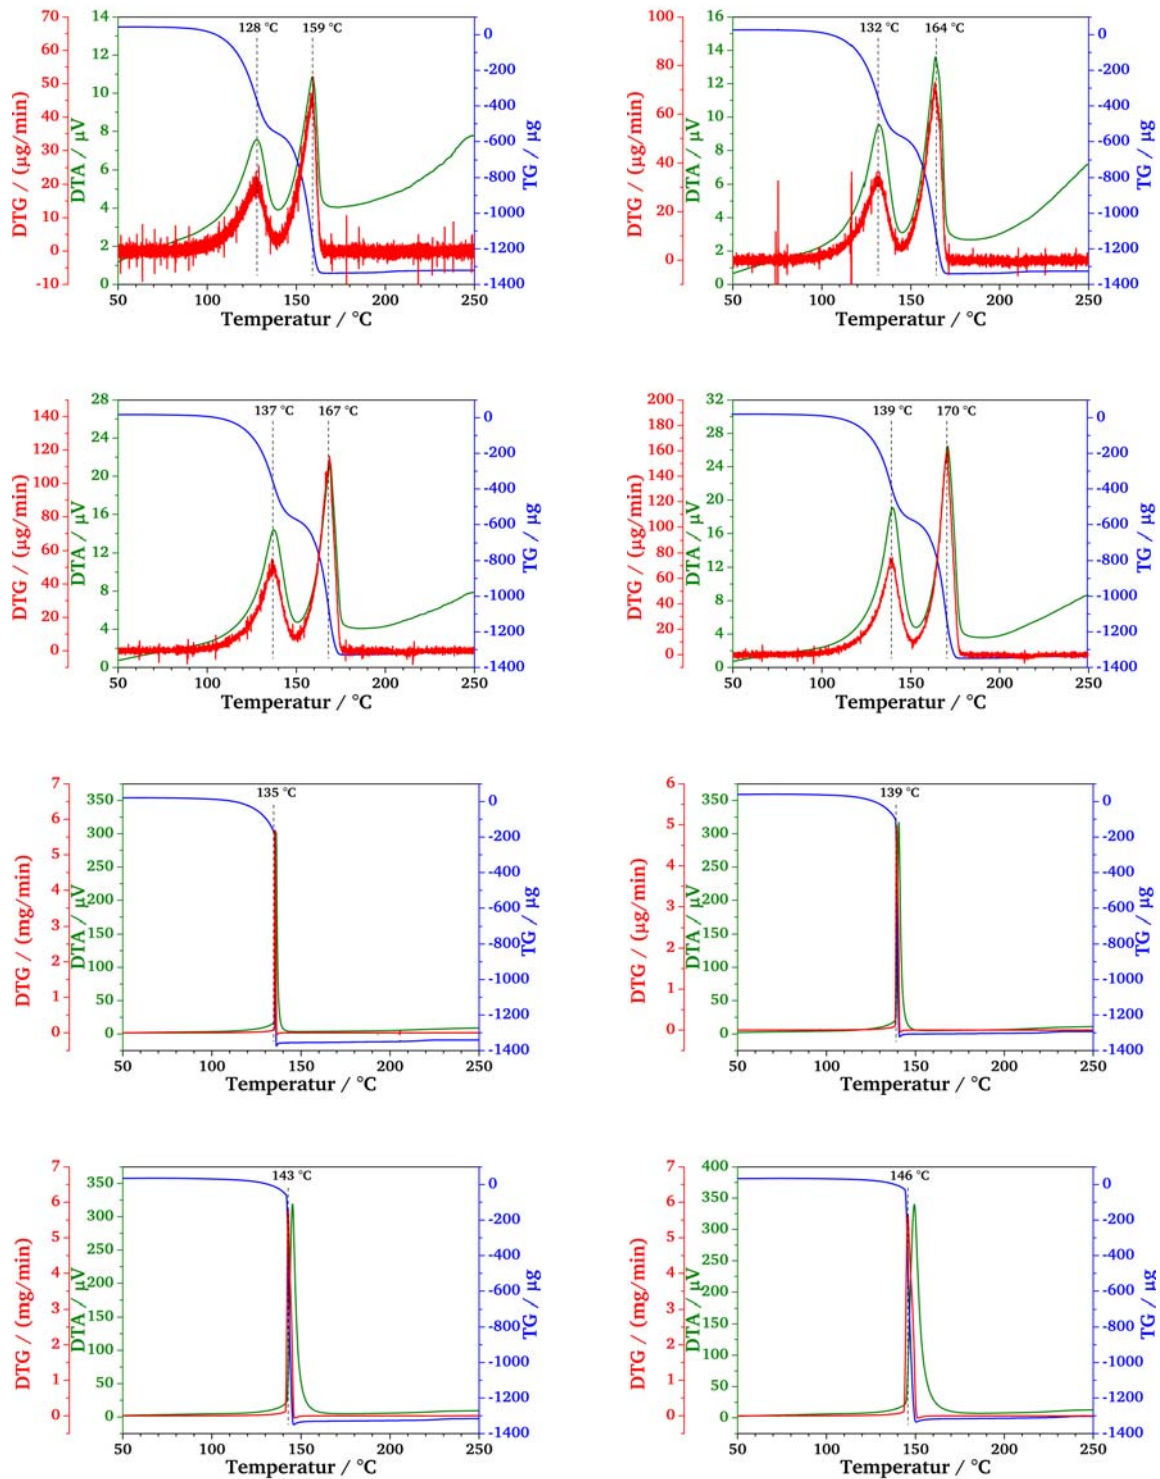 128 °C 159 °C
DTG / (µg/min)
70 60 50 40 30 20 10 0 -10
DTA / µV
14 12 10 8 6 4 2 0
TG / µg
0 -200 -400 -600 -800 -1000 -1200 -1400
50 100 150 200 250
Temperatur / °C
132 °C 164 °C
DTG / (µg/min)
100 80 60 40 20 0
DTA / µV
16 14 12 10 8 6 4 2 0
TG / µg
0 -200 -400 -600 -800 -1000 -1200 -1400
50 100 150 200 250
Temperatur / °C
137 °C 167 °C
DTG / (µg/min)
140 120 100 80 60 40 20 0
DTA / µV
28 24 20 16 12 8 4 0
TG / µg
0 -200 -400 -600 -800 -1000 -1200 -1400
50 100 150 200 250
Temperatur / °C
139 °C 170 °C
DTG / (µg/min)
200 180 160 140 120 100 80 60 40 20 0
DTA / µV
32 28 24 20 16 12 8 4 0
TG / µg
0 -200 -400 -600 -800 -1000 -1200 -1400
50 100 150 200 250
Temperatur / °C
135 °C
DTG / (mg/min)
7 6 5 4 3 2 1 0
DTA / µV
350 300 250 200 150 100 50 0
TG / µg
0 -200 -400 -600 -800 -1000 -1200 -1400
50 100 150 200 250
Temperatur / °C
139 °C
DTG / (µg/min)
6 5 4 3 2 1 0
DTA / µV
350 300 250 200 150 100 50 0
TG / µg
0 -200 -400 -600 -800 -1000 -1200 -1400
50 100 150 200 250
Temperatur / °C
143 °C
DTG / (mg/min)
7 6 5 4 3 2 1 0
DTA / µV
350 300 250 200 150 100 50 0
TG / µg
0 -200 -400 -600 -800 -1000 -1200 -1400
50 100 150 200 250
Temperatur / °C
146 °C
DTG / (mg/min)
7 6 5 4 3 2 1 0
DTA / µV
400 350 300 250 200 150 100 50 0
TG / µg
0 -200 -400 -600 -800 -1000 -1200 -1400
50 100 150 200 250
Temperatur / °C